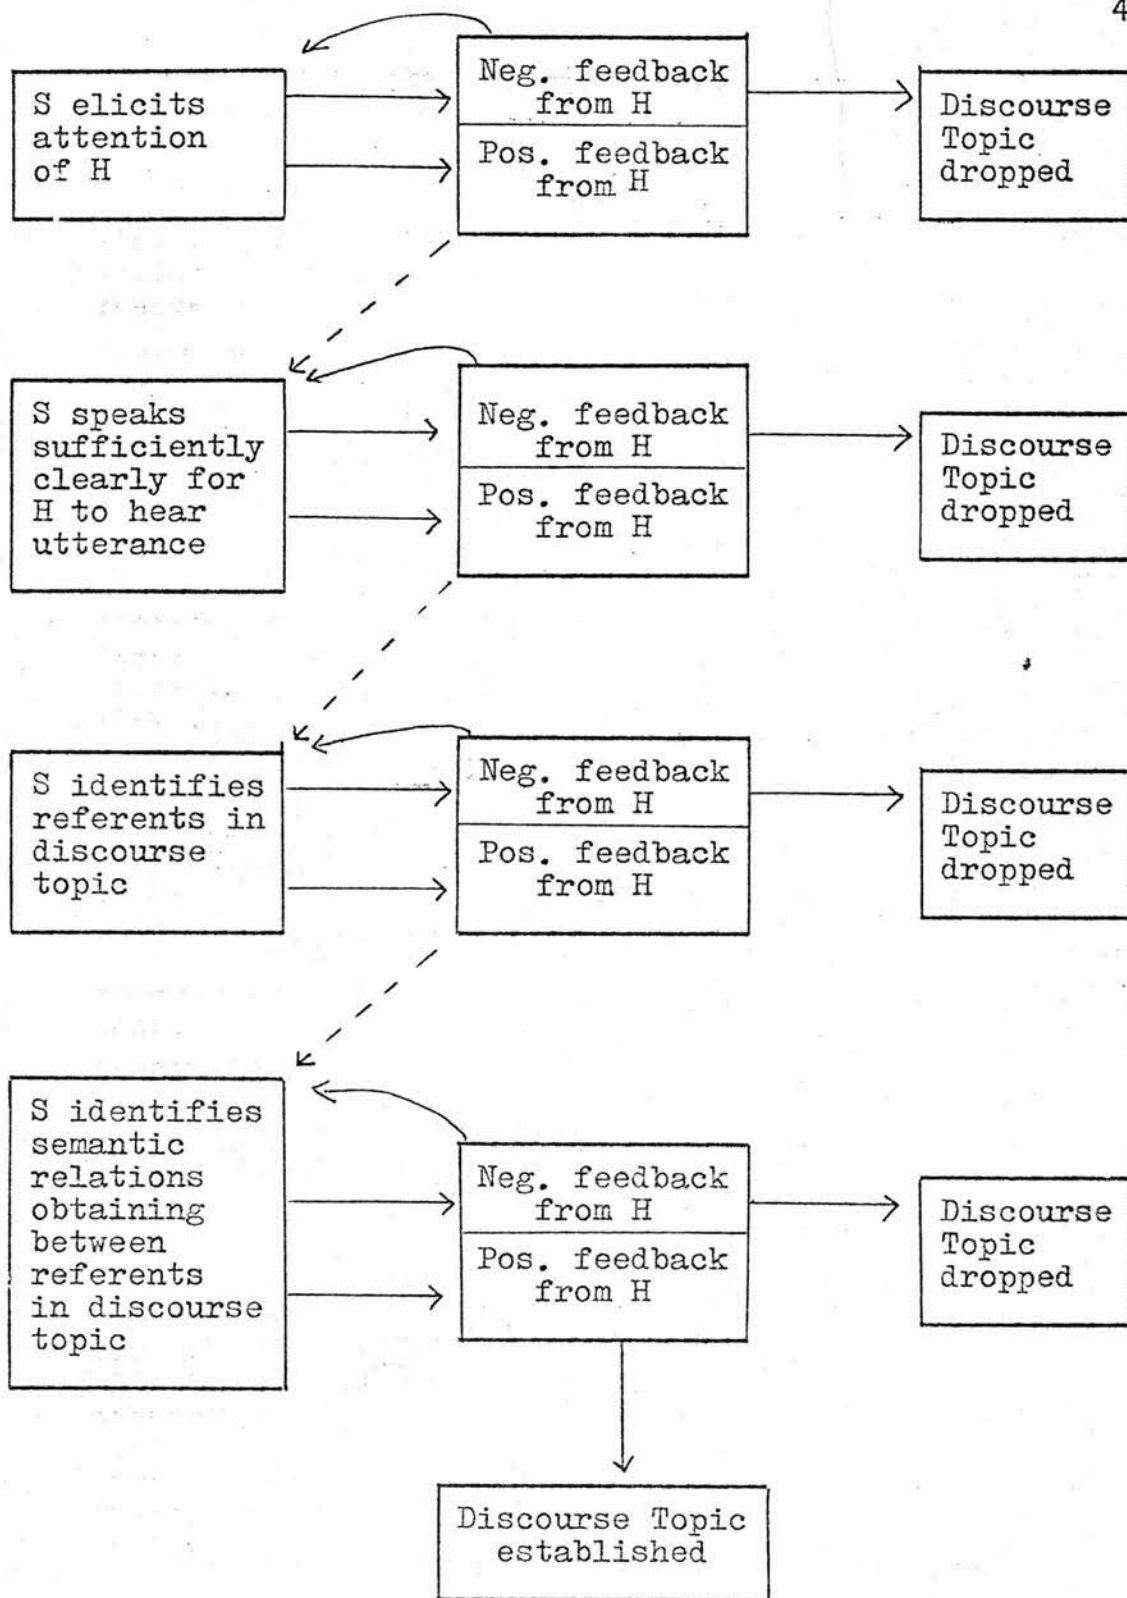 4
S elicits
attention
of H
Neg. feedback
from H
Pos. feedback
from H
Discourse
Topic
dropped
S speaks
sufficiently
clearly for
H to hear
utterance
Neg. feedback
from H
Pos. feedback
from H
Discourse
Topic
dropped
S identifies
referents in
discourse
topic
Neg. feedback
from H
Pos. feedback
from H
Discourse
Topic
dropped
S identifies
semantic
relations
obtaining
between
referents
in discourse
topic
Neg. feedback
from H
Pos. feedback
from H
Discourse
Topic
dropped
Discourse Topic
established